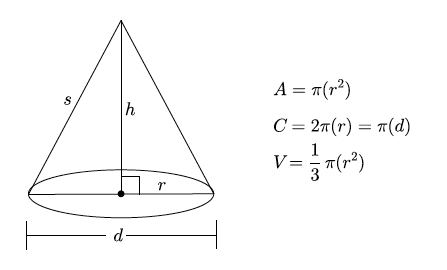 s
h
r
d
A = π(r²)
C = 2π(r) = π(d)
V = 1/3 π(r²)